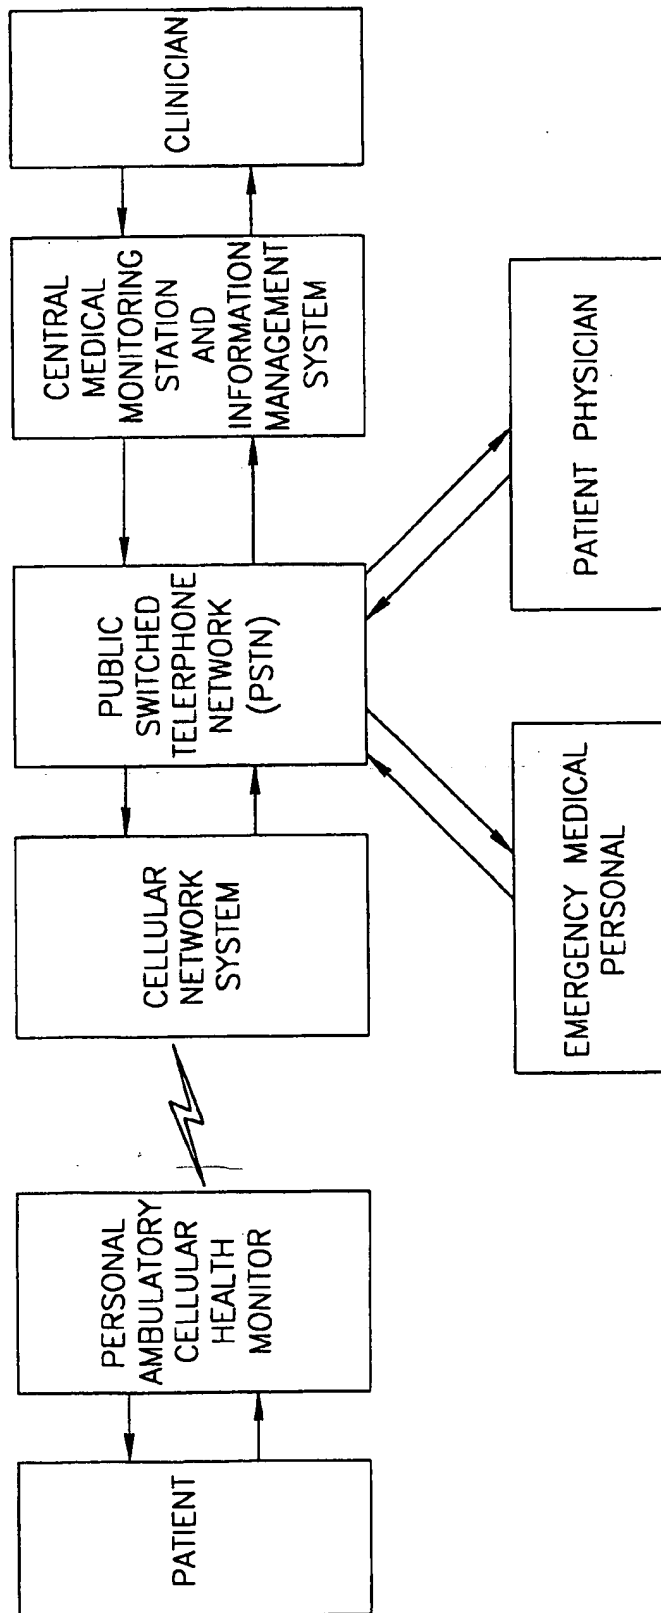 PATIENT
PERSONAL
AMBULATORY
CELLULAR
HEALTH
MONITOR
CELLULAR
NETWORK
SYSTEM
PUBLIC
SWITCHED
TELERPHONE
NETWORK
(PSTN)
CENTRAL
MEDICAL
MONITORING
STATION
AND
INFORMATION
MANAGEMENT
SYSTEM
CLINICIAN
EMERGENCY MEDICAL
PERSONAL
PATIENT PHYSICIAN